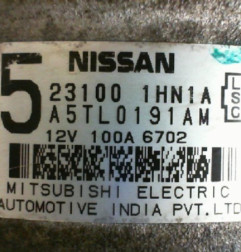 NISSAN
5
23100 1HN1A
A5TL0191AM
12V 100A 6702
L
S
C
MITSUBISHI ELECTRIC
AUTOMOTIVE INDIA PVT.LTD